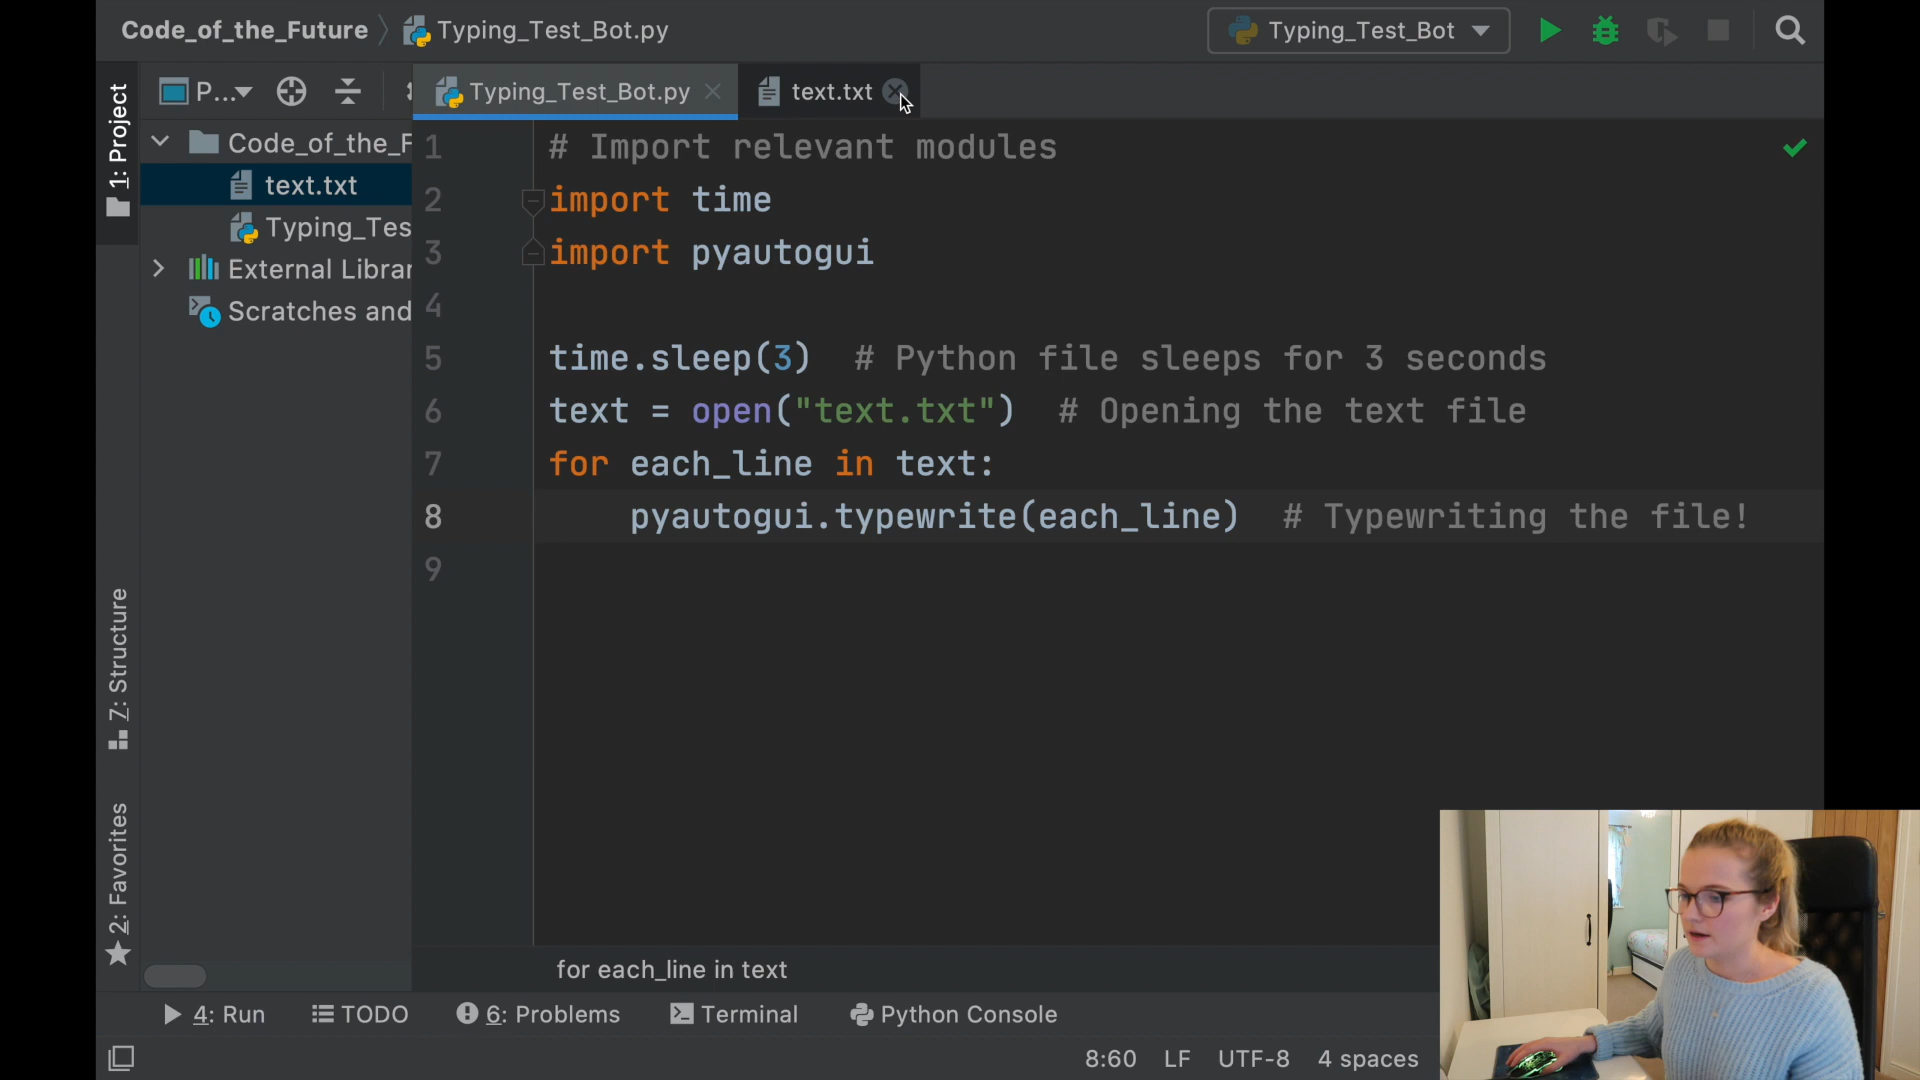 Code_of_the_Future
Typing_Test_Bot.py
Typing_Test_Bot
1: Project
P...
Typing_Test_Bot.py
text.txt
Code_of_the_F
text.txt
Typing_Tes
External Librar
Scratches and
7: Structure
2: Favorites
1 # Import relevant modules
2 import time
3 import pyautogui
4
5 time.sleep(3) # Python file sleeps for 3 seconds
6 text = open("text.txt") # Opening the text file
7 for each_line in text:
8 pyautogui.typewrite(each_line) # Typewriting the file!
9
for each_line in text
4: Run
TODO
6: Problems
Terminal
Python Console
8:60
LF
UTF-8
4 spaces